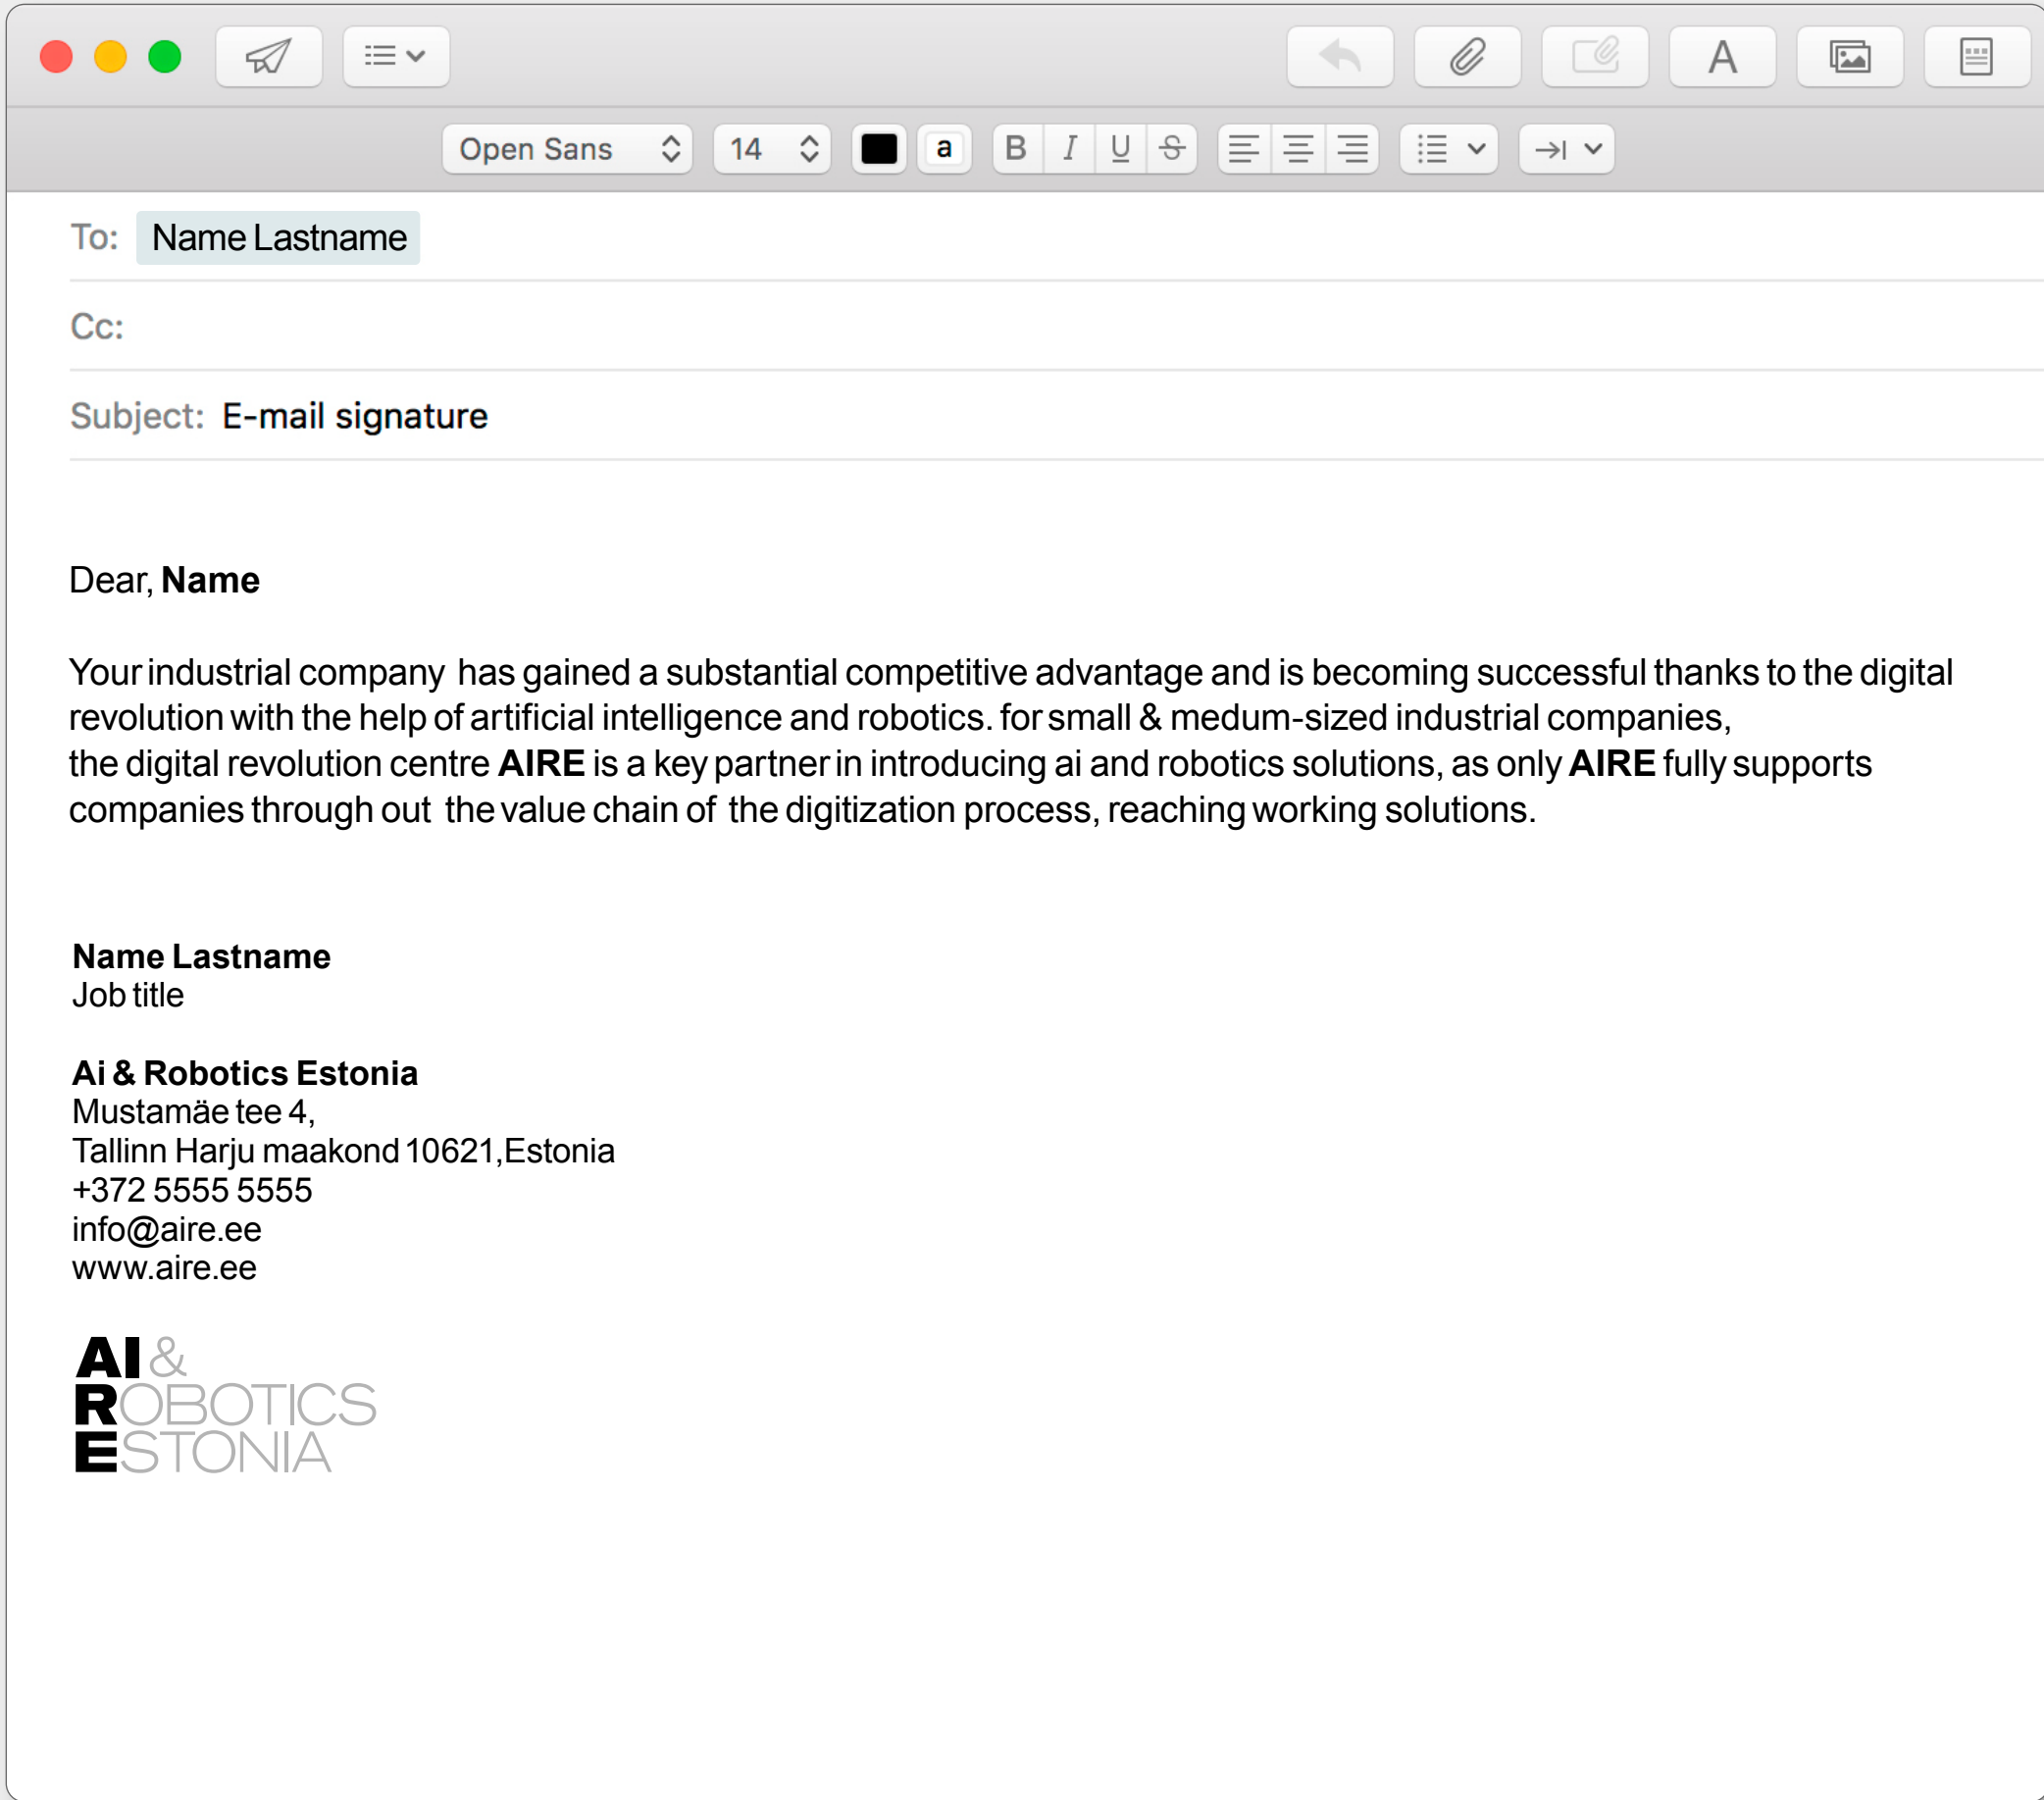 Open Sans 14 a B I U S
To: Name Lastname
Cc:
Subject: E-mail signature
Dear, Name
Your industrial company has gained a substantial competitive advantage and is becoming successful thanks to the digital
revolution with the help of artificial intelligence and robotics. for small & medum-sized industrial companies,
the digital revolution centre AIRE is a key partner in introducing ai and robotics solutions, as only AIRE fully supports
companies through out the value chain of the digitization process, reaching working solutions.
Name Lastname
Job title
Ai & Robotics Estonia
Mustamäe tee 4,
Tallinn Harju maakond 10621,Estonia
+372 5555 5555
info@aire.ee
www.aire.ee
AI &
ROBOTICS
ESTONIA